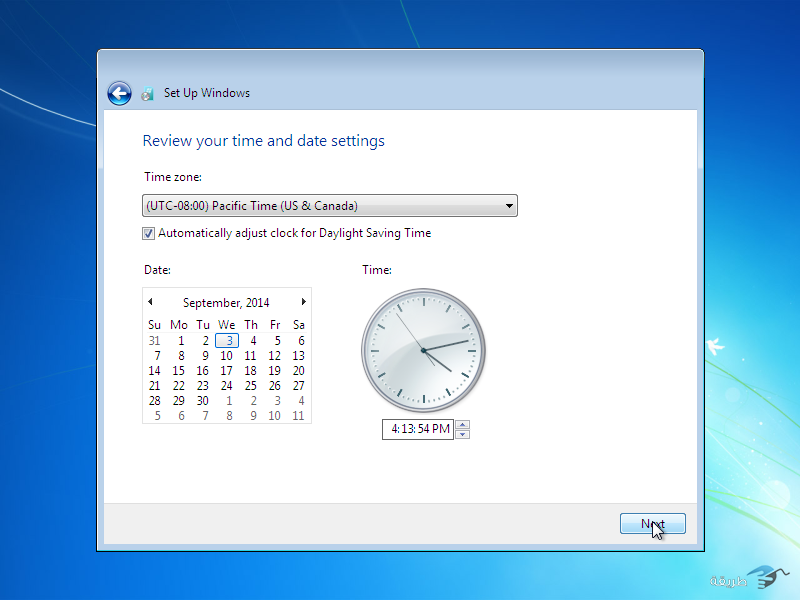 Set Up Windows
Review your time and date settings
Time zone:
(UTC-08:00) Pacific Time (US & Canada)
Automatically adjust clock for Daylight Saving Time
Date: Time:
September, 2014
Su Mo Tu We Th Fr Sa
31 1 2 3 4 5 6
7 8 9 10 11 12 13
14 15 16 17 18 19 20
21 22 23 24 25 26 27
28 29 30 1 2 3 4
5 6 7 8 9 10 11
4:13:54 PM
Next